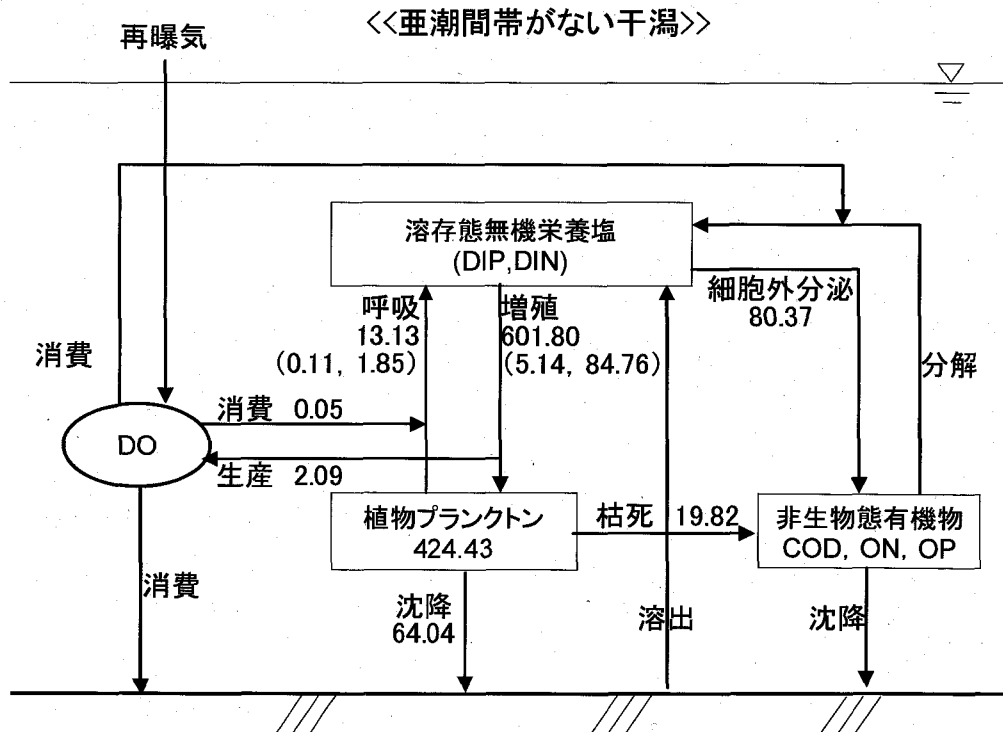 <<亜潮間帯がない干潟>>
再曝気
溶存態無機栄養塩
(DIP,DIN)
呼吸
13.13
(0.11, 1.85)
増殖
601.80
(5.14, 84.76)
細胞外分泌
80.37
消費
分解
消費 0.05
DO
生産 2.09
植物プランクトン
424.43
枯死 19.82
非生物態有機物
COD, ON, OP
消費
沈降
64.04
溶出
沈降